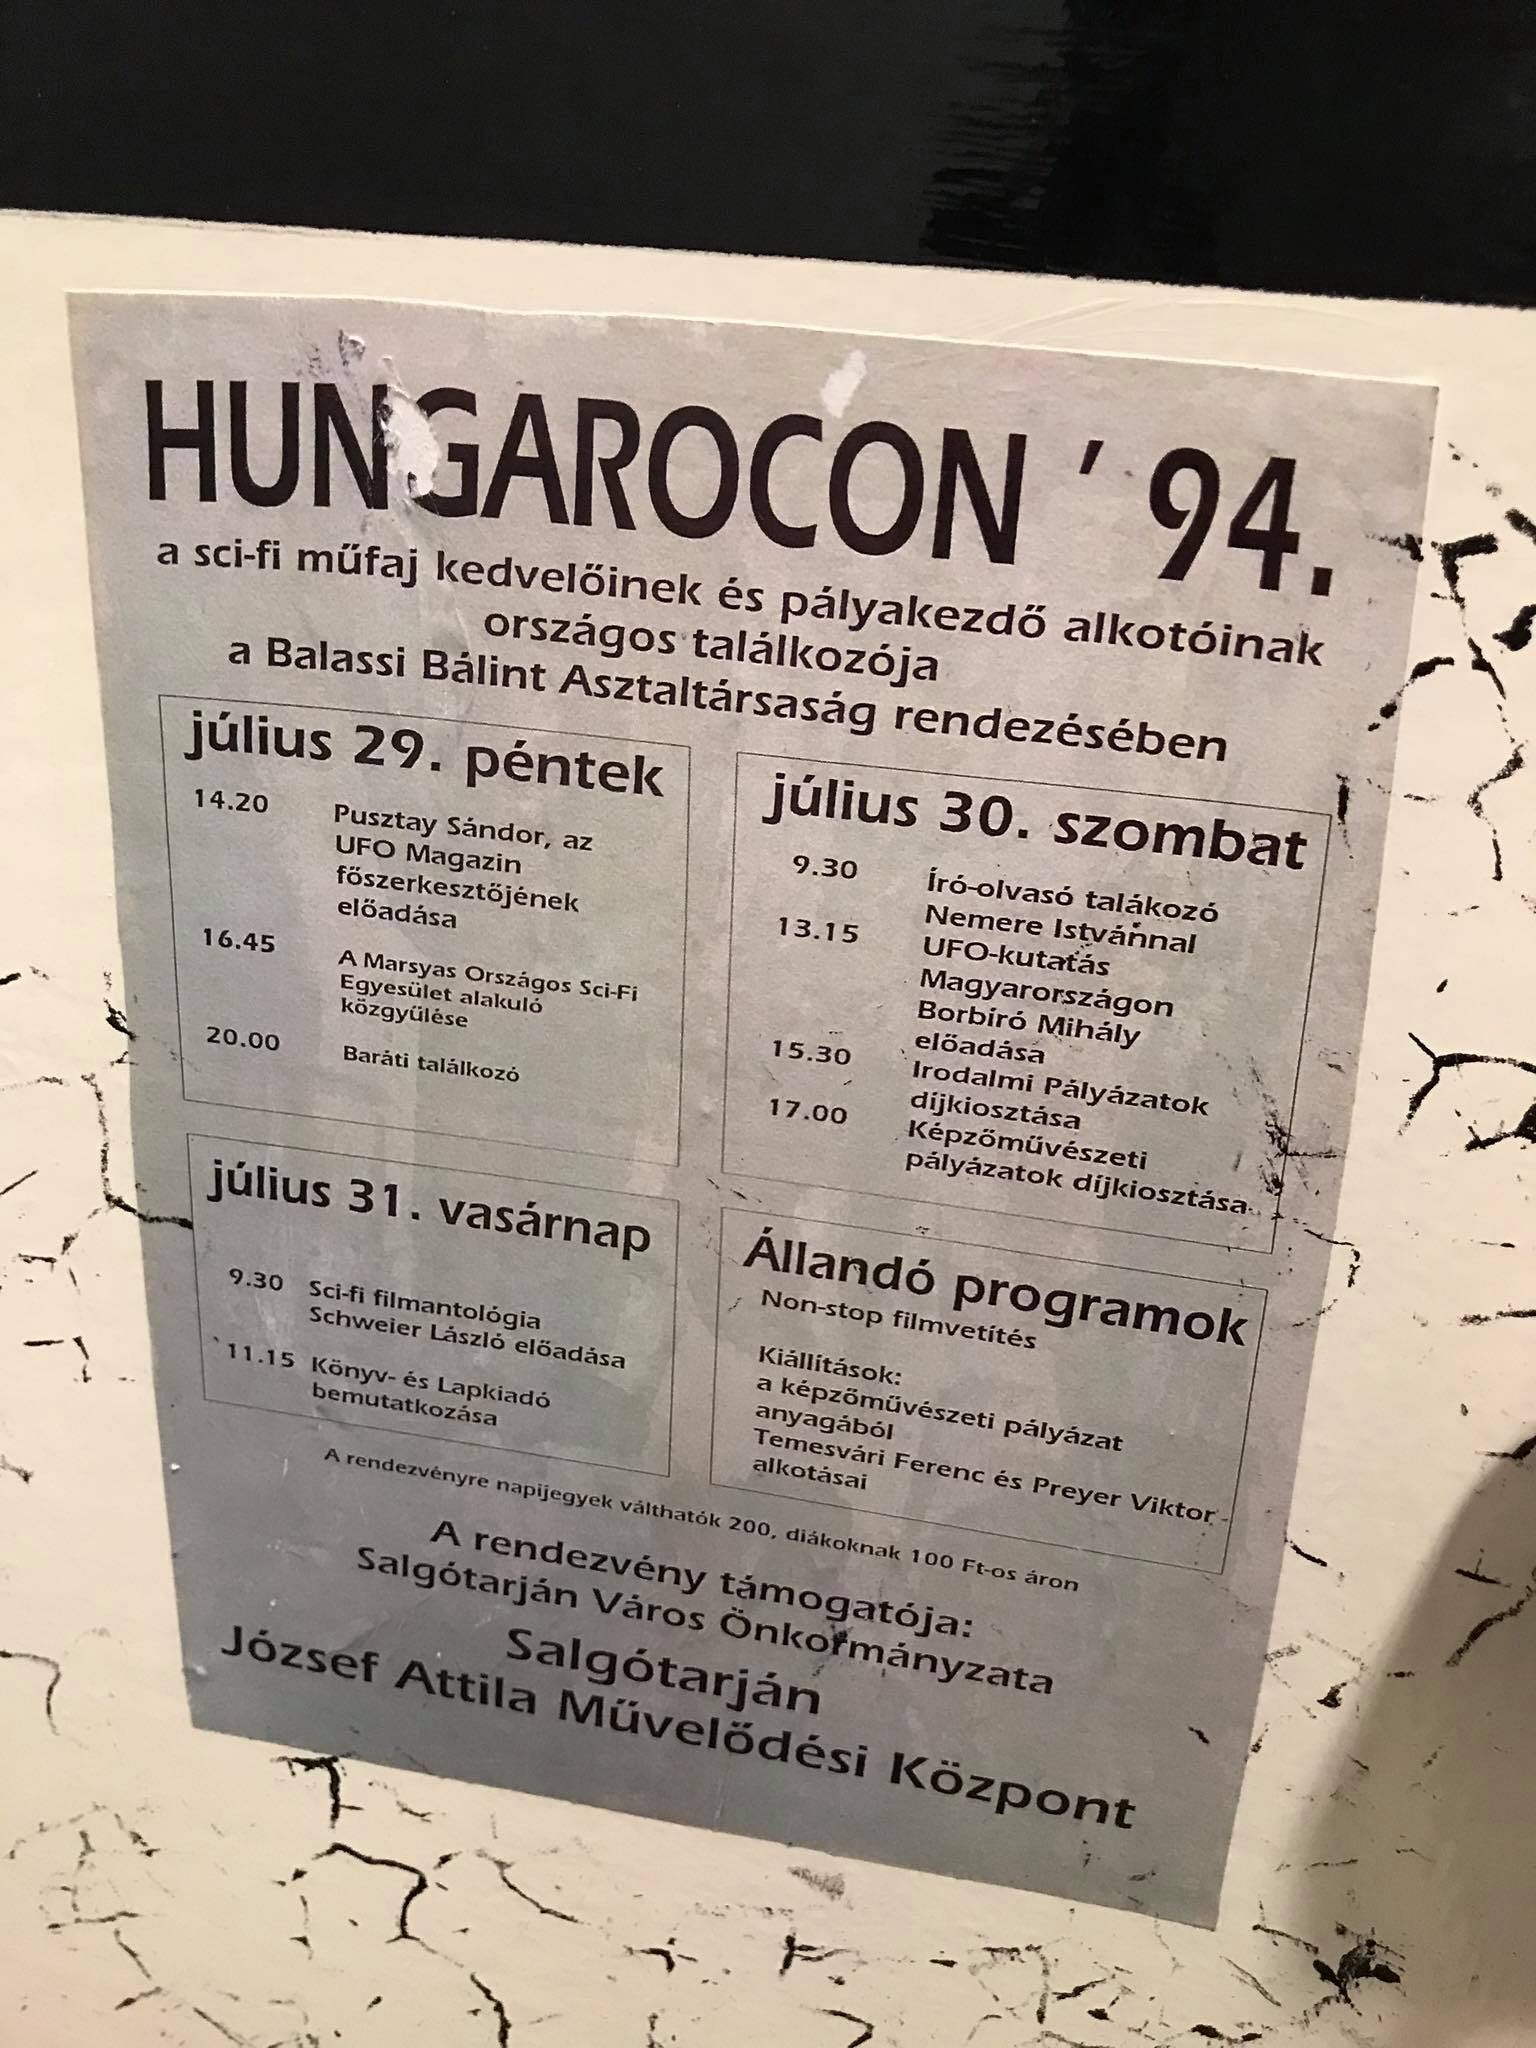 HUNGAROCON '94.
a sci-fi műfaj kedvelőinek és pályakezdő alkotóinak
országos találkozója
a Balassi Bálint Asztaltársaság rendezésében
július 29. péntek
14.20 Pusztay Sándor, az
UFO Magazin
főszerkesztőjének
előadása
16.45 A Marsyas Országos Sci-Fi
Egyesület alakuló
közgyűlése
20.00 Baráti találkozó
július 30. szombat
9.30 Író-olvasó talákozó
Nemere Istvánnal
13.15 UFO-kutatás
Magyarországon
Borbíró Mihály
előadása
15.30 Irodalmi Pályázatok
díjkiosztása
17.00 Képzőművészeti
pályázatok díjkiosztása
július 31. vasárnap
9.30 Sci-fi filmantológia
Schweier László előadása
11.15 Könyv- és Lapkiadó
bemutatkozása
Állandó programok
Non-stop filmvetítés
Kiállítások:
a képzőművészeti pályázat
anyagából
Temesvári Ferenc és Preyer Viktor
alkotásai
A rendezvényre napijegyek válthatók 200, diákoknak 100 Ft-os áron
A rendezvény támogatója:
Salgótarján Város Önkormányzata
Salgótarján
József Attila Művelődési Központ